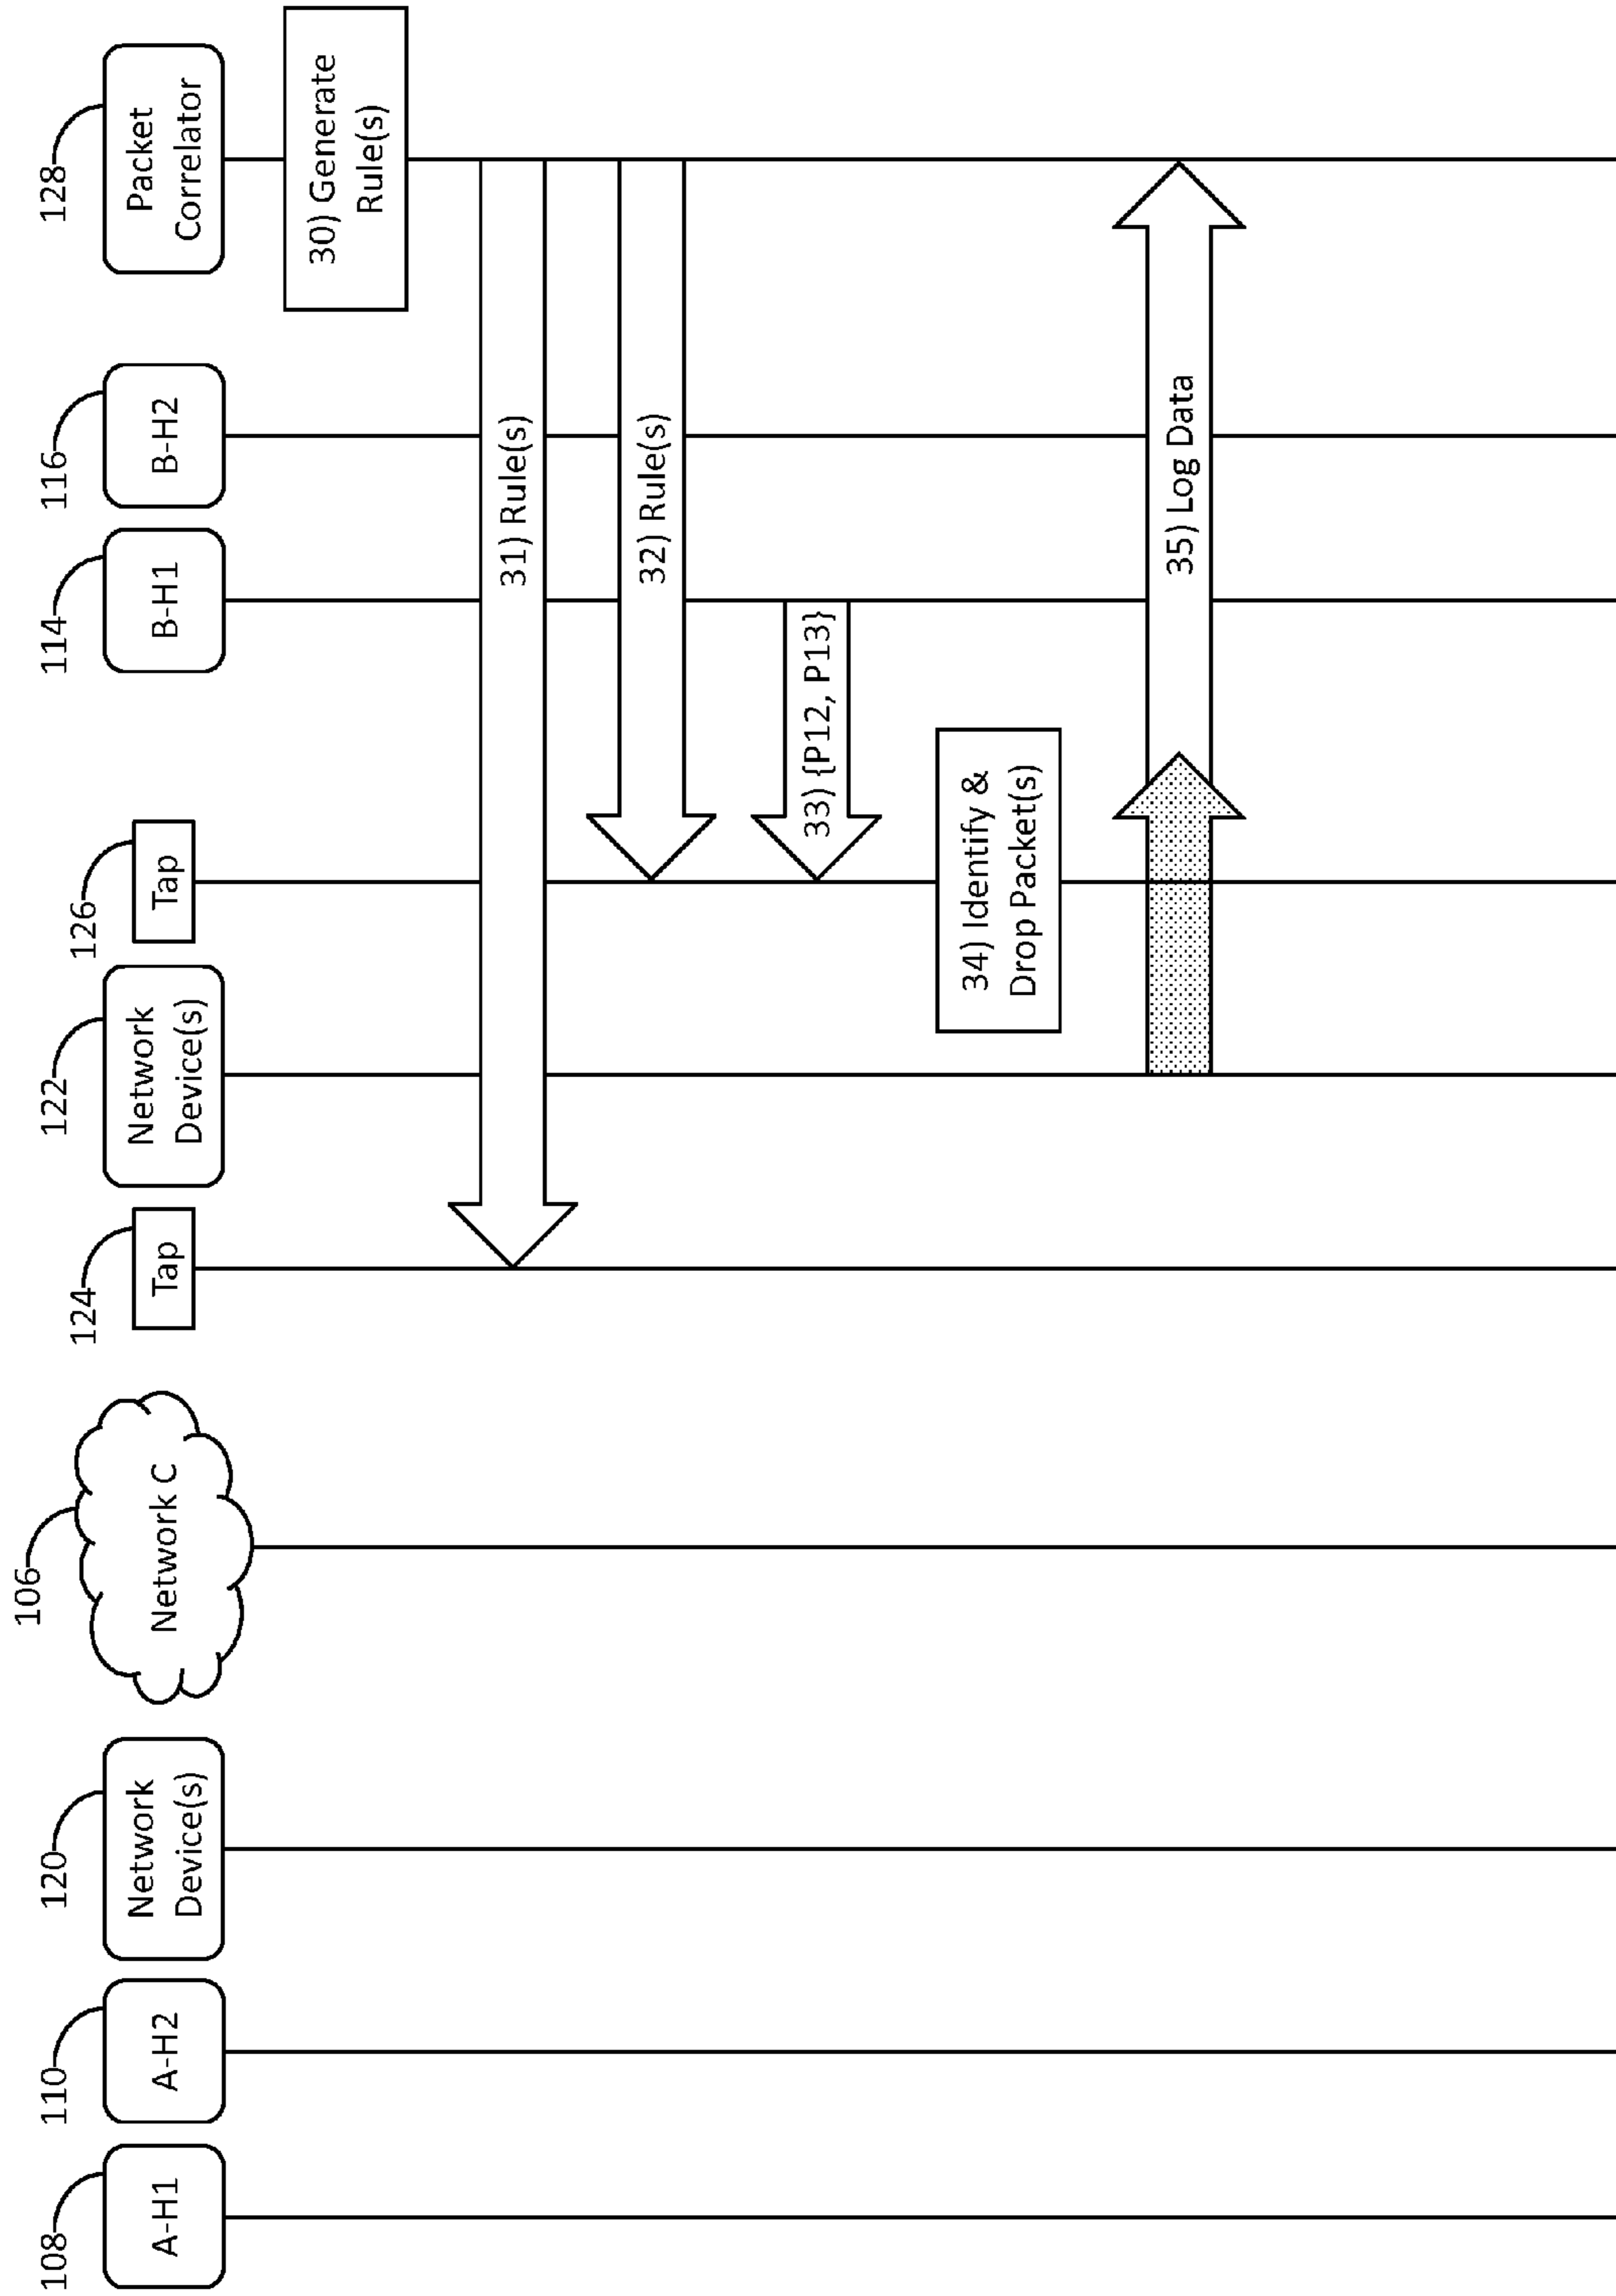 108
A-H1
110
A-H2
120
Network
Device(s)
106
Network C
124
Tap
122
Network
Device(s)
126
Tap
114
B-H1
116
B-H2
128
Packet
Correlator
30) Generate
Rule(s)
31) Rule(s)
32) Rule(s)
33) {P12, P13}
34) Identify &
Drop Packet(s)
35) Log Data